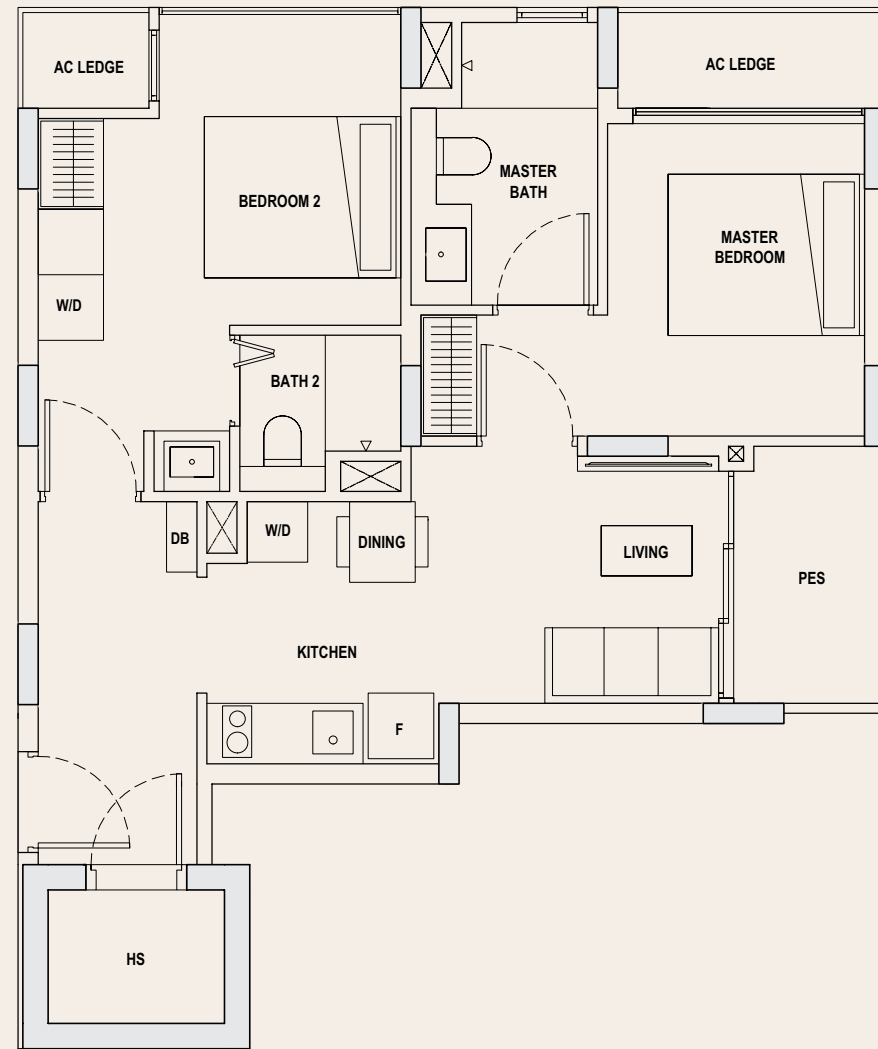 AC LEDGE
AC LEDGE
MASTER
BATH
BEDROOM 2
MASTER
BEDROOM
W/D
BATH 2
DB
W/D
DINING
LIVING
PES
KITCHEN
F
HS